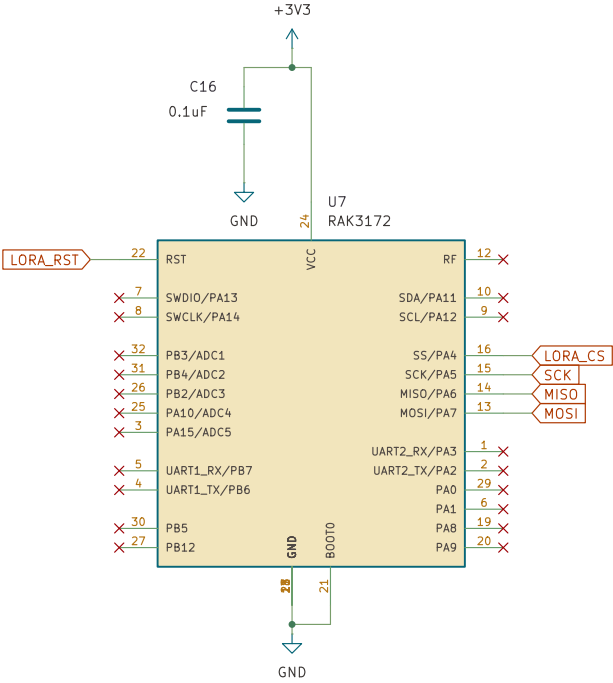 +3V3
C16
0.1uF
GND
U7
RAK3172
24
VCC
LORA_RST
22
RST
RF
12
7
SWDIO/PA13
SDA/PA11
10
8
SWCLK/PA14
SCL/PA12
9
32
PB3/ADC1
SS/PA4
16
LORA_CS
31
PB4/ADC2
SCK/PA5
15
SCK
26
PB2/ADC3
MISO/PA6
14
MISO
25
PA10/ADC4
MOSI/PA7
13
MOSI
3
PA15/ADC5
UART2_RX/PA3
1
5
UART1_RX/PB7
UART2_TX/PA2
2
4
UART1_TX/PB6
PA0
29
PA1
6
30
PB5
PA8
19
27
PB12
PA9
20
GND
BOOT0
21
GND